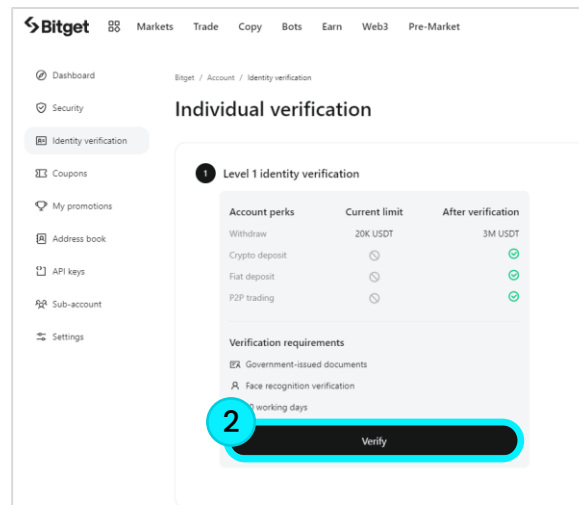 Bitget Markets Trade Copy Bots Earn Web3 Pre-Market
Dashboard
Security
Identity verification
Coupons
My promotions
Address book
API keys
Sub-account
Settings
Bitget / Account / Identity verification
Individual verification
1 Level 1 identity verification
Account perks Current limit After verification
Withdraw 20K USDT 3M USDT
Crypto deposit
Fiat deposit
P2P trading
Verification requirements
Government-issued documents
Face recognition verification
working days
2
Verify